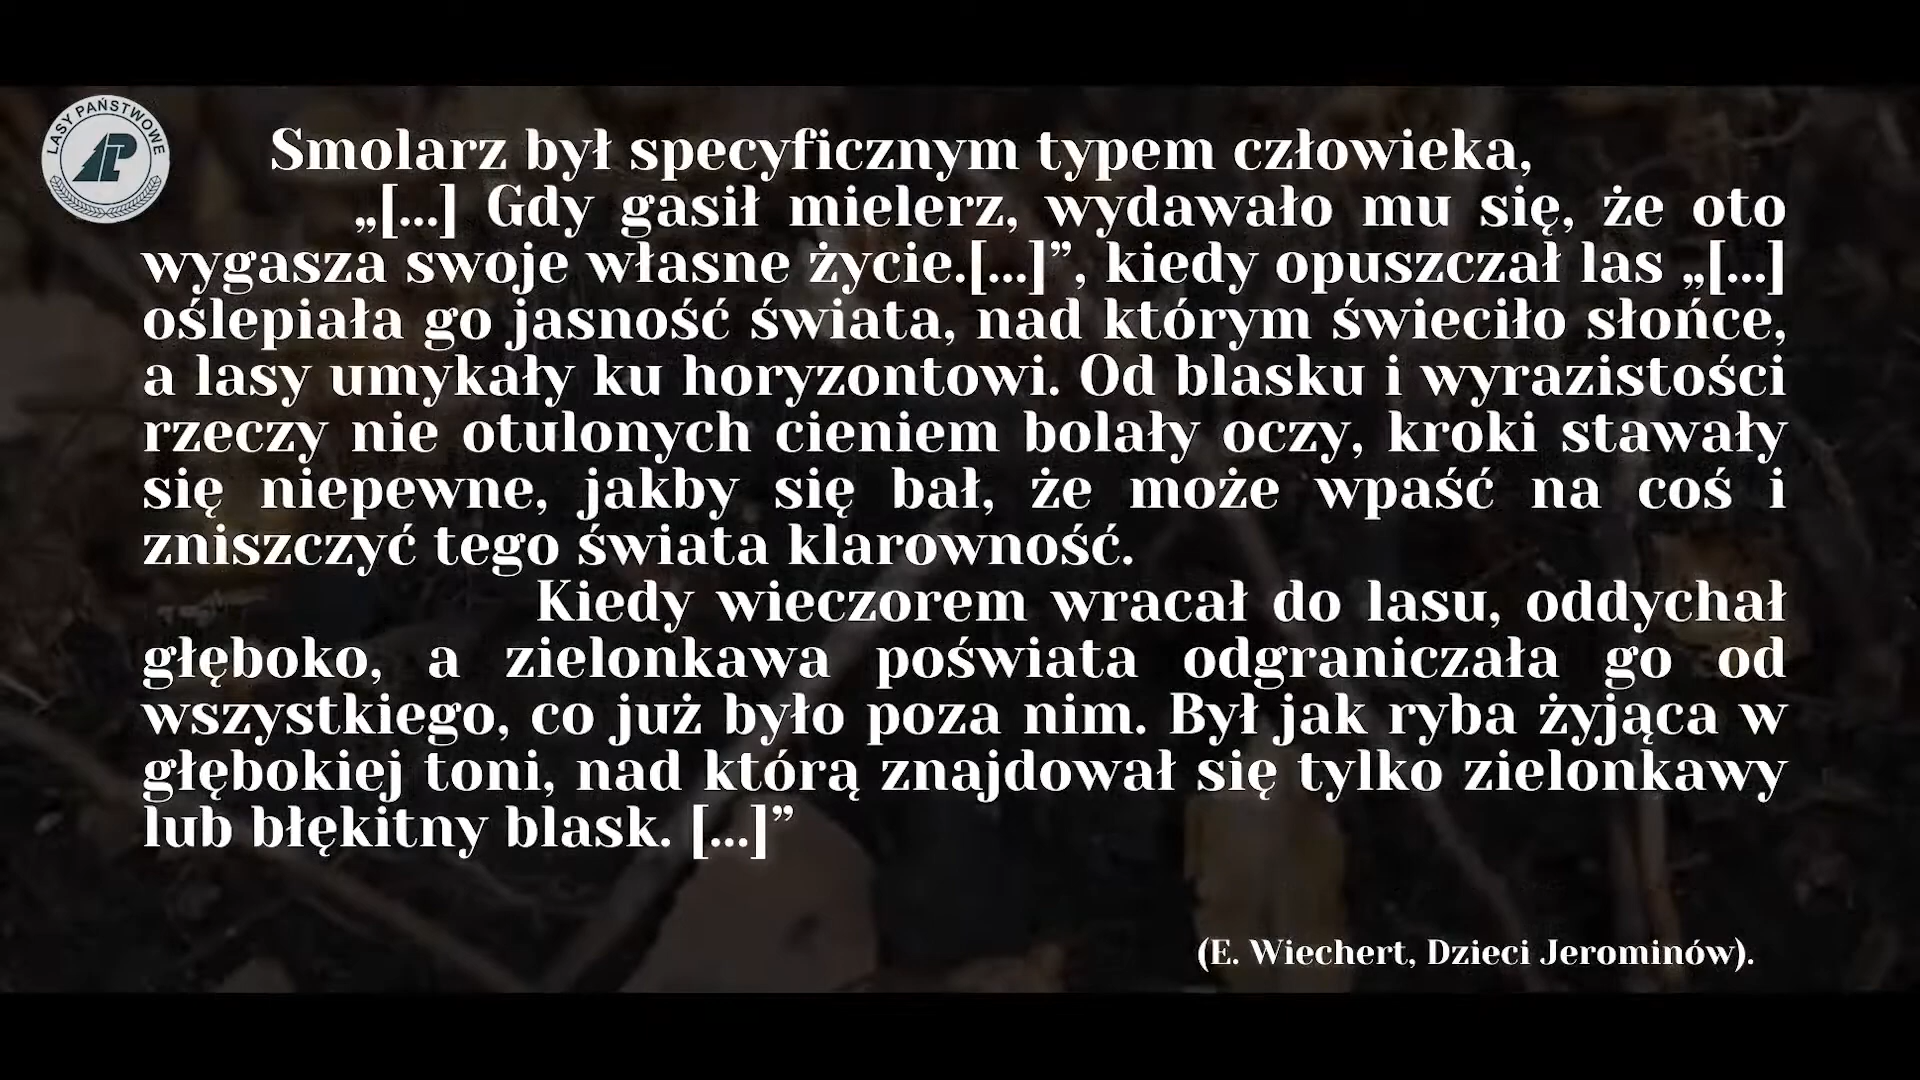 LASY PAŃSTWOWE
Smolarz był specyficznym typem człowieka,
„[...] Gdy gasił mielerz, wydawało mu się, że oto
wygasza swoje własne życie.[...]”, kiedy opuszczał las „[...]
oślepiała go jasność świata, nad którym świeciło słońce,
a lasy umykały ku horyzontowi. Od blasku i wyrazistości
rzeczy nie otulonych cieniem bolały oczy, kroki stawały
się niepewne, jakby się bał, że może wpaść na coś i
zniszczyć tego świata klarowność.
Kiedy wieczorem wracał do lasu, oddychał
głęboko, a zielonkawa poświata odgraniczała go od
wszystkiego, co już było poza nim. Był jak ryba żyjąca w
głębokiej toni, nad którą znajdował się tylko zielonkawy
lub błękitny blask. [...]”
(E. Wiechert, Dzieci Jerominów).